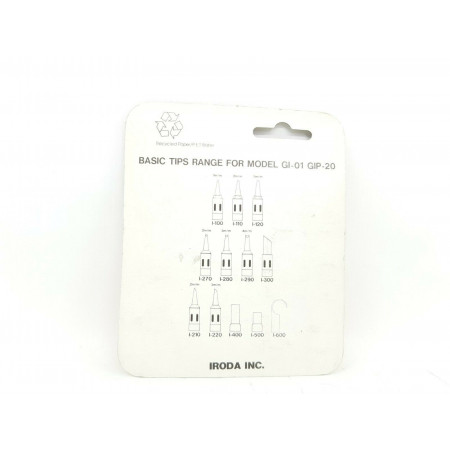 BASIC TIPS RANGE FOR MODEL GI-01 GIP-20
I-100 I-110 I-120
I-270 I-280 I-290 I-300
I-210 I-220 I-400 I-500 I-600
IRODA INC.